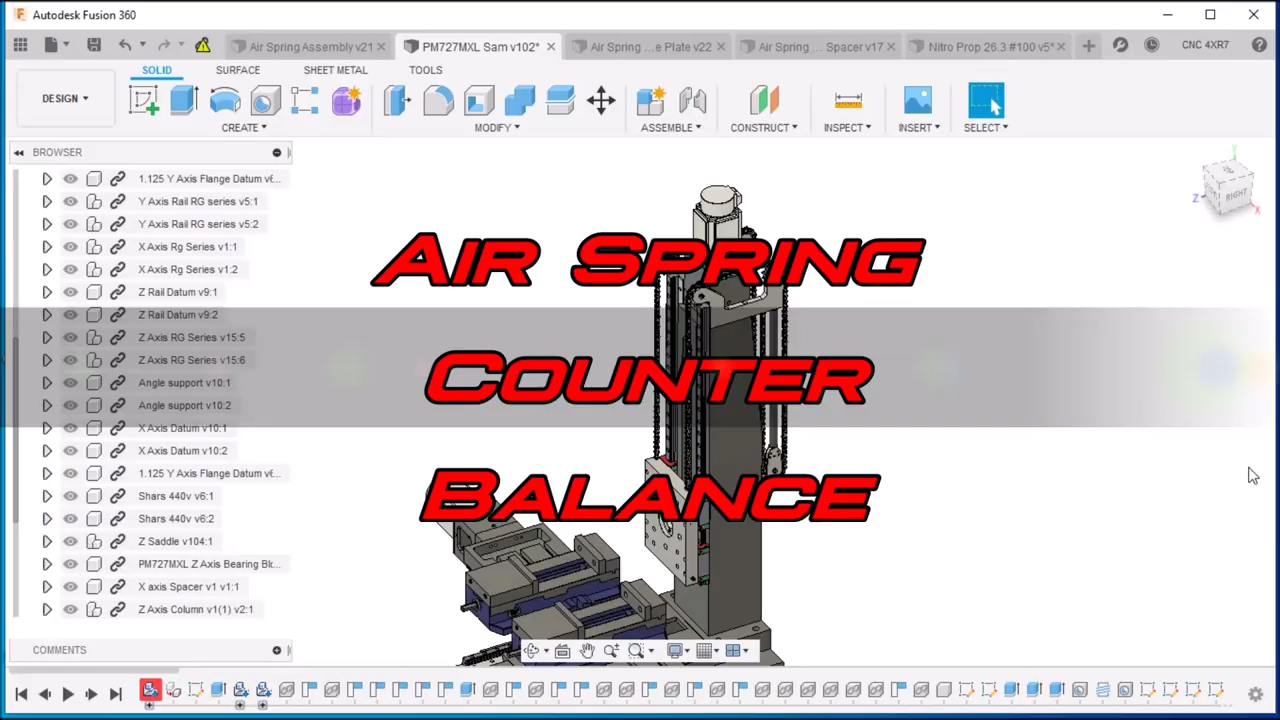 Autodesk Fusion 360
Air Spring Assembly v21
PM727MXL Sam v102*
Air Spring ...e Plate v22
Air Spring ... Spacer v17
Nitro Prop 26.3 #100 v5*
CNC 4XR7
SOLID
SURFACE
SHEET METAL
TOOLS
DESIGN
CREATE
MODIFY
ASSEMBLE
CONSTRUCT
INSPECT
INSERT
SELECT
BROWSER
1.125 Y Axis Flange Datum v6...
Y Axis Rail RG series v5:1
Y Axis Rail RG series v5:2
X Axis Rg Series v1:1
X Axis Rg Series v1:2
Z Rail Datum v9:1
Z Rail Datum v9:2
Z Axis RG Series v15:5
Z Axis RG Series v15:6
Angle support v10:1
Angle support v10:2
X Axis Datum v10:1
X Axis Datum v10:2
1.125 Y Axis Flange Datum v6...
Shars 440v v6:1
Shars 440v v6:2
Z Saddle v104:1
PM727MXL Z Axis Bearing Bl...
X axis Spacer v1 v1:1
Z Axis Column v1(1) v2:1
COMMENTS
Air Spring
Counter
Balance
RIGHT
Z
Y
X